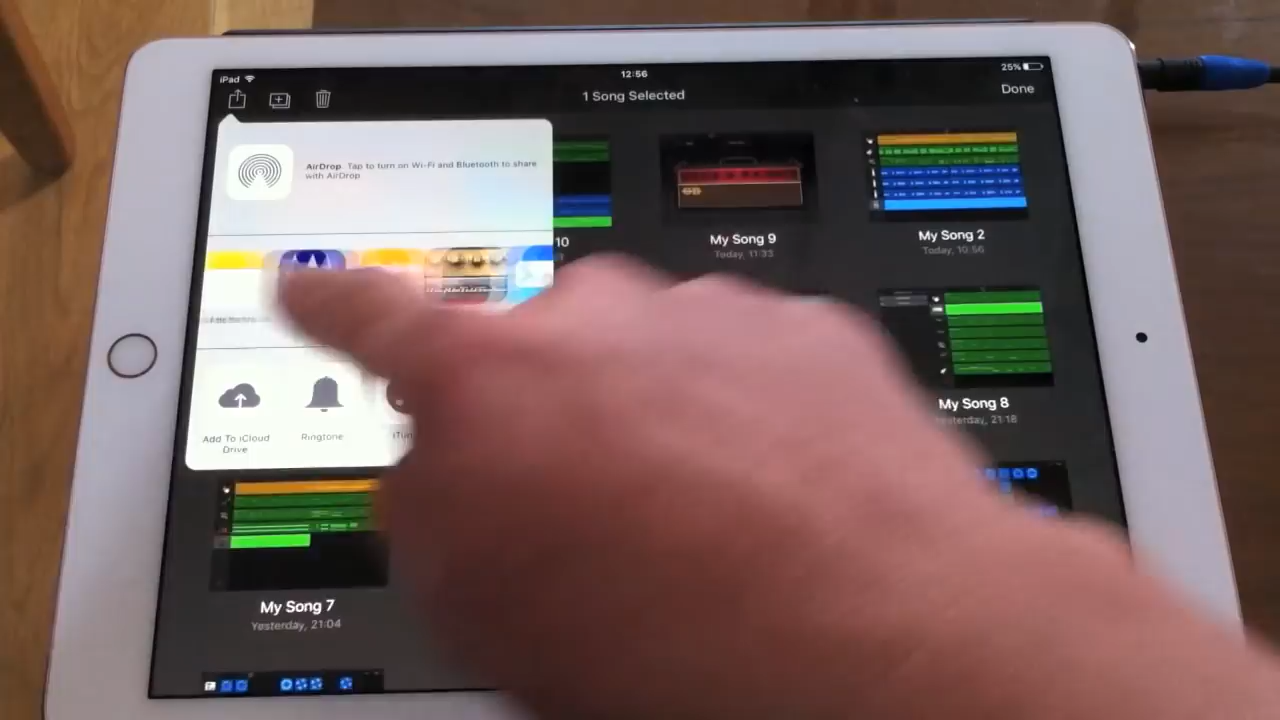 iPad
12:56
25%
1 Song Selected
Done
AirDrop. Tap to turn on Wi-Fi and Bluetooth to share
with AirDrop
10
My Song 9
Today, 11:33
My Song 2
Today, 10:56
Add To iCloud
Drive
Ringtone
iTun
My Song 8
Yesterday, 21:18
My Song 7
Yesterday, 21:04